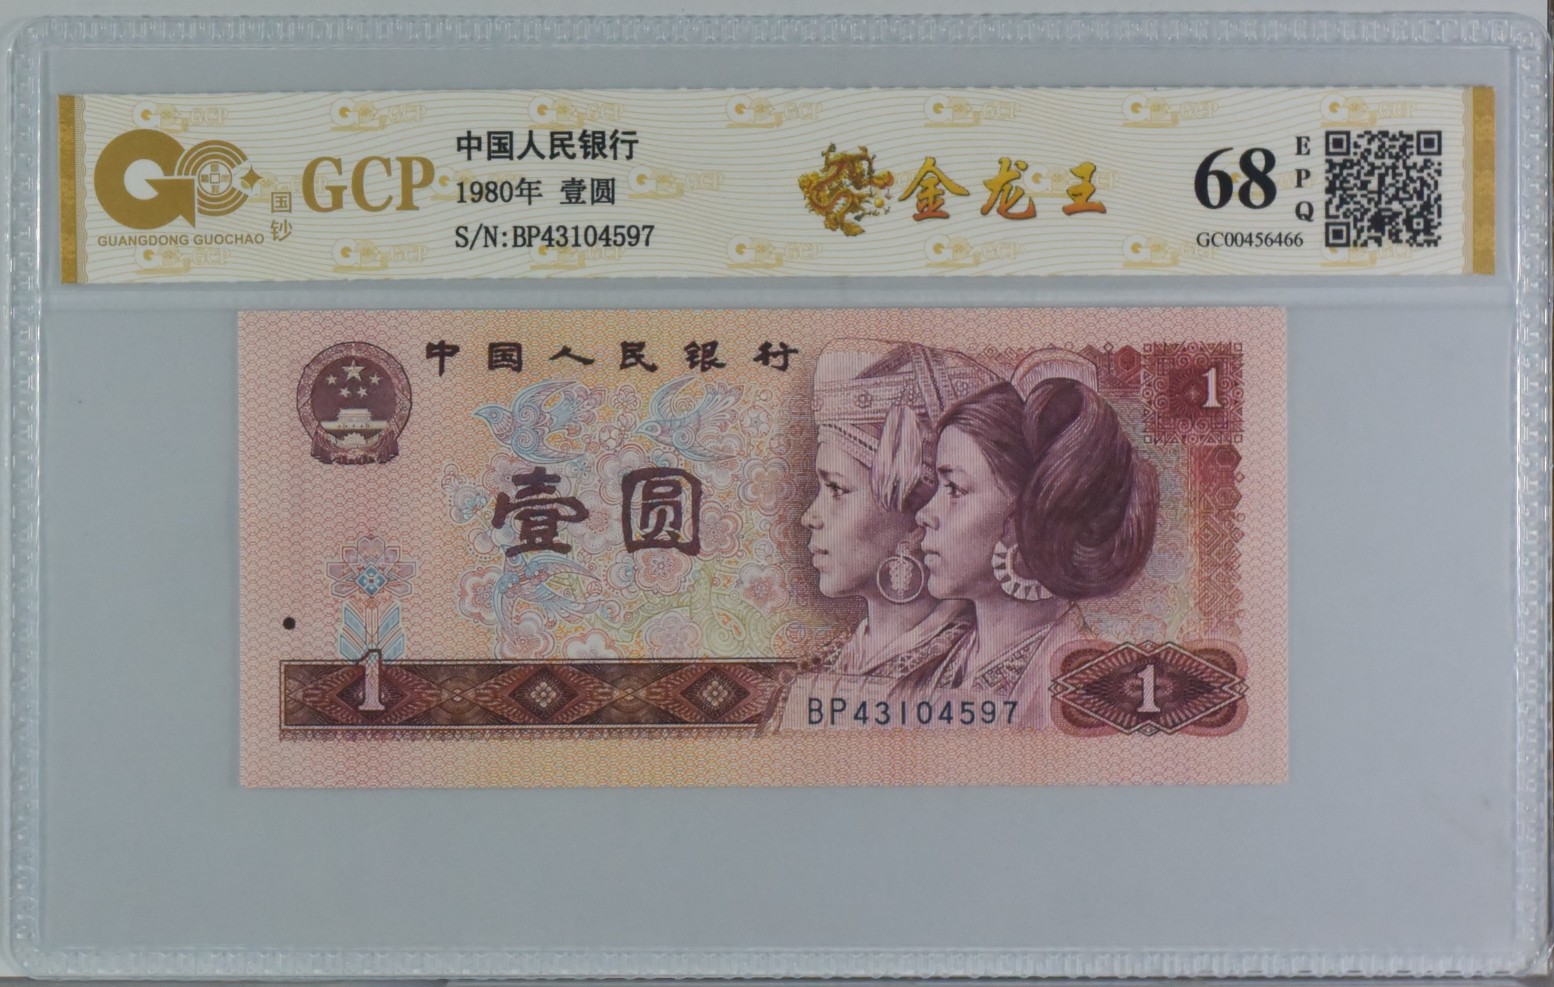 GCP
国钞
GUANGDONG GUOCHAO
中国人民银行
1980年 壹圆
S/N:BP43104597
金龙王
68
EPQ
GC00456466
中国人民银行
1
壹圆
1
BP43104597
1